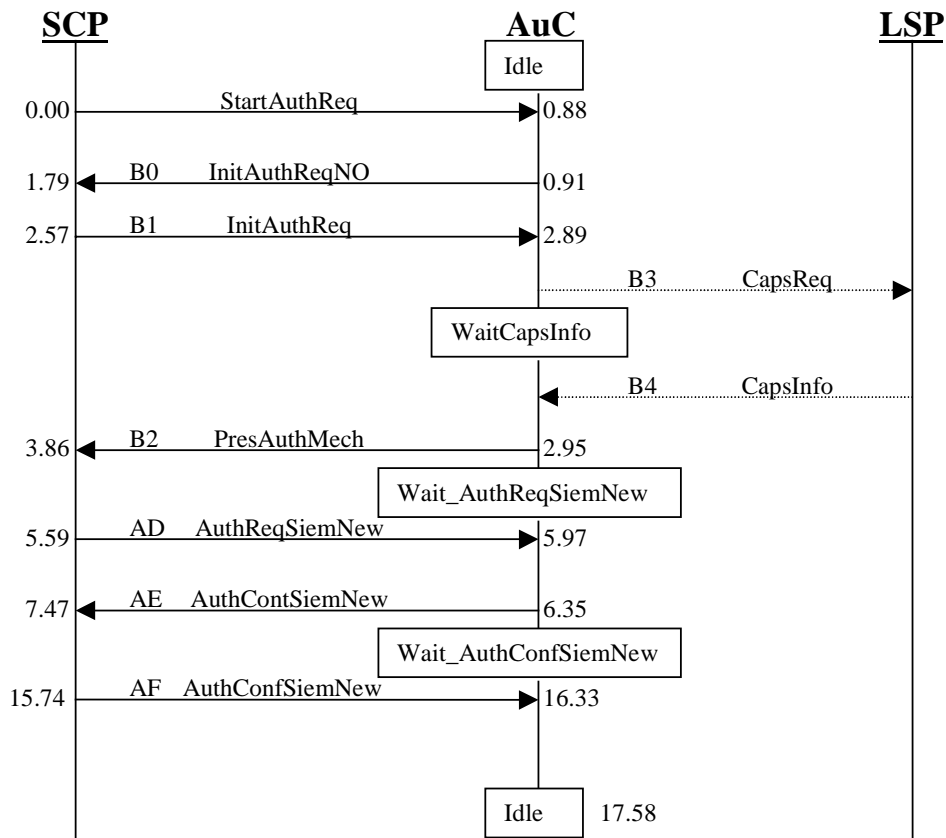 SCP AuC LSP
Idle
0.00 StartAuthReq 0.88
1.79 B0 InitAuthReqNO 0.91
2.57 B1 InitAuthReq 2.89
B3 CapsReq
WaitCapsInfo
B4 CapsInfo
3.86 B2 PresAuthMech 2.95
Wait_AuthReqSiemNew
5.59 AD AuthReqSiemNew 5.97
7.47 AE AuthContSiemNew 6.35
Wait_AuthConfSiemNew
15.74 AF AuthConfSiemNew 16.33
Idle 17.58